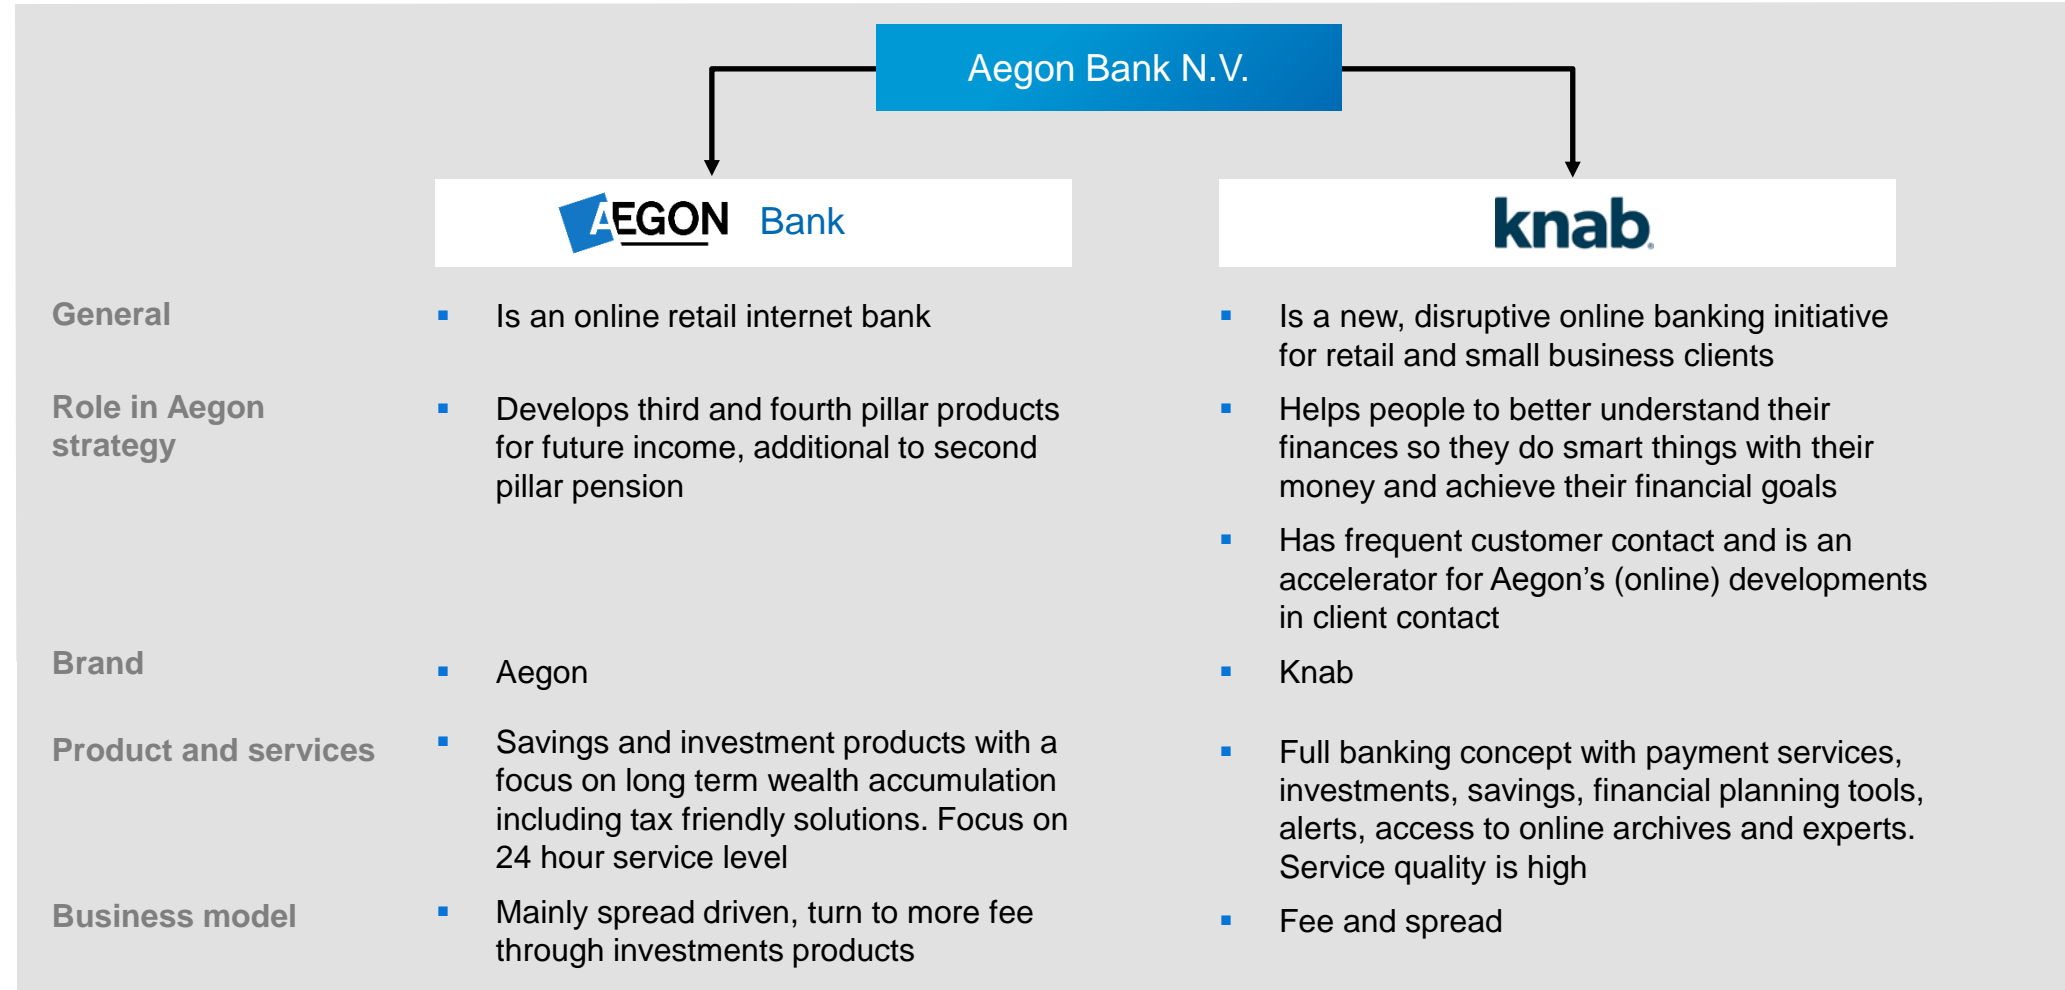 Aegon Bank N.V.
AEGON Bank
knab®
General
▪ Is an online retail internet bank
▪ Is a new, disruptive online banking initiative
for retail and small business clients
Role in Aegon
strategy
▪ Develops third and fourth pillar products
for future income, additional to second
pillar pension
▪ Helps people to better understand their
finances so they do smart things with their
money and achieve their financial goals
▪ Has frequent customer contact and is an
accelerator for Aegon’s (online) developments
in client contact
Brand
▪ Aegon
▪ Knab
Product and services
▪ Savings and investment products with a
focus on long term wealth accumulation
including tax friendly solutions. Focus on
24 hour service level
▪ Full banking concept with payment services,
investments, savings, financial planning tools,
alerts, access to online archives and experts.
Service quality is high
Business model
▪ Mainly spread driven, turn to more fee
through investments products
▪ Fee and spread